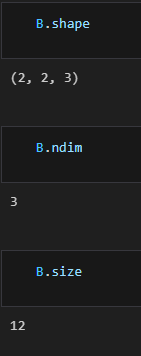 B.shape
(2, 2, 3)
B.ndim
3
B.size
12